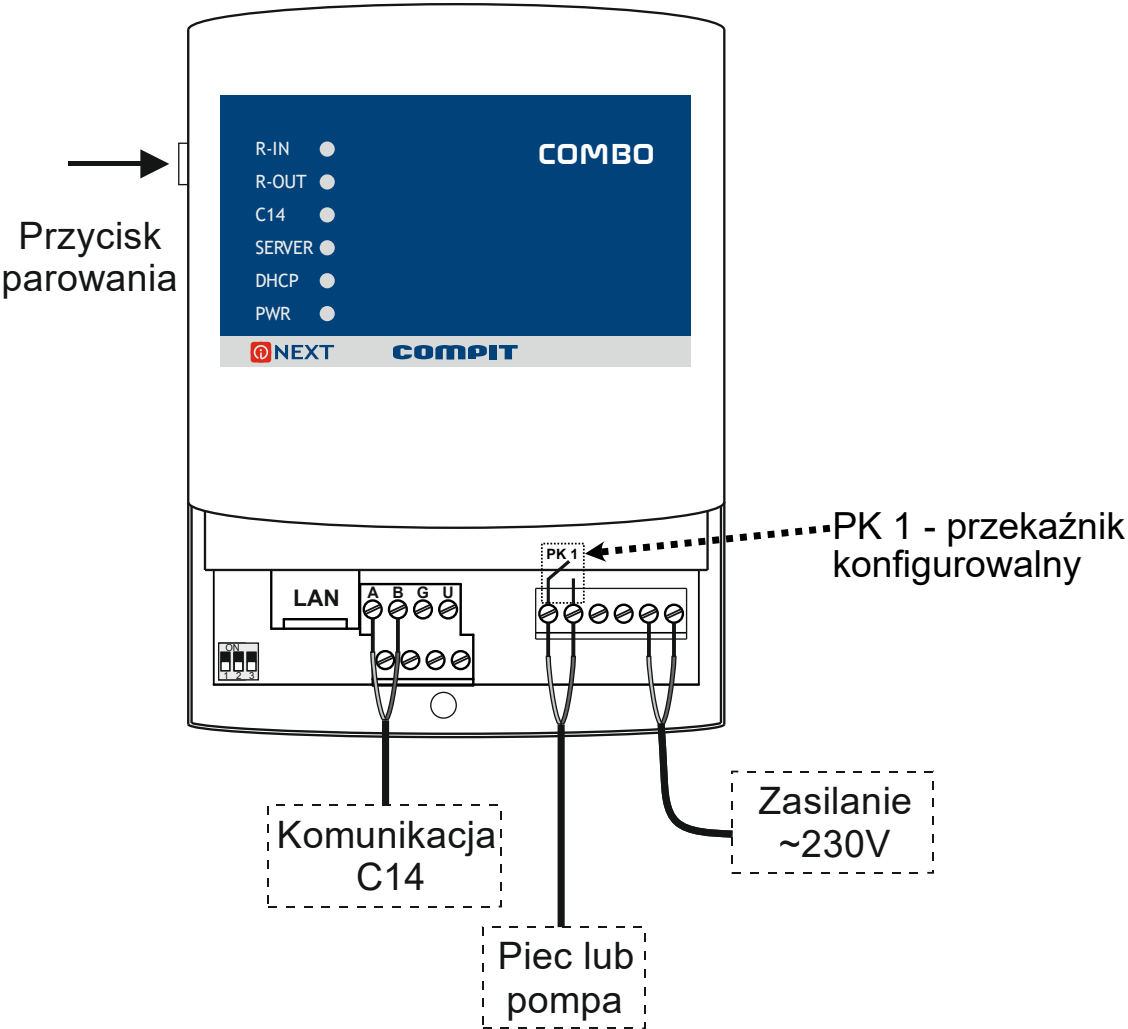 R-IN
COMBO
R-OUT
C14
SERVER
DHCP
PWR
i NEXT
COMPIT
Przycisk
parowania
PK 1 - przekaźnik
konfigurowalny
PK 1
LAN
A B G U
ON
1 2 3
Zasilanie
~230V
Komunikacja
C14
Piec lub
pompa